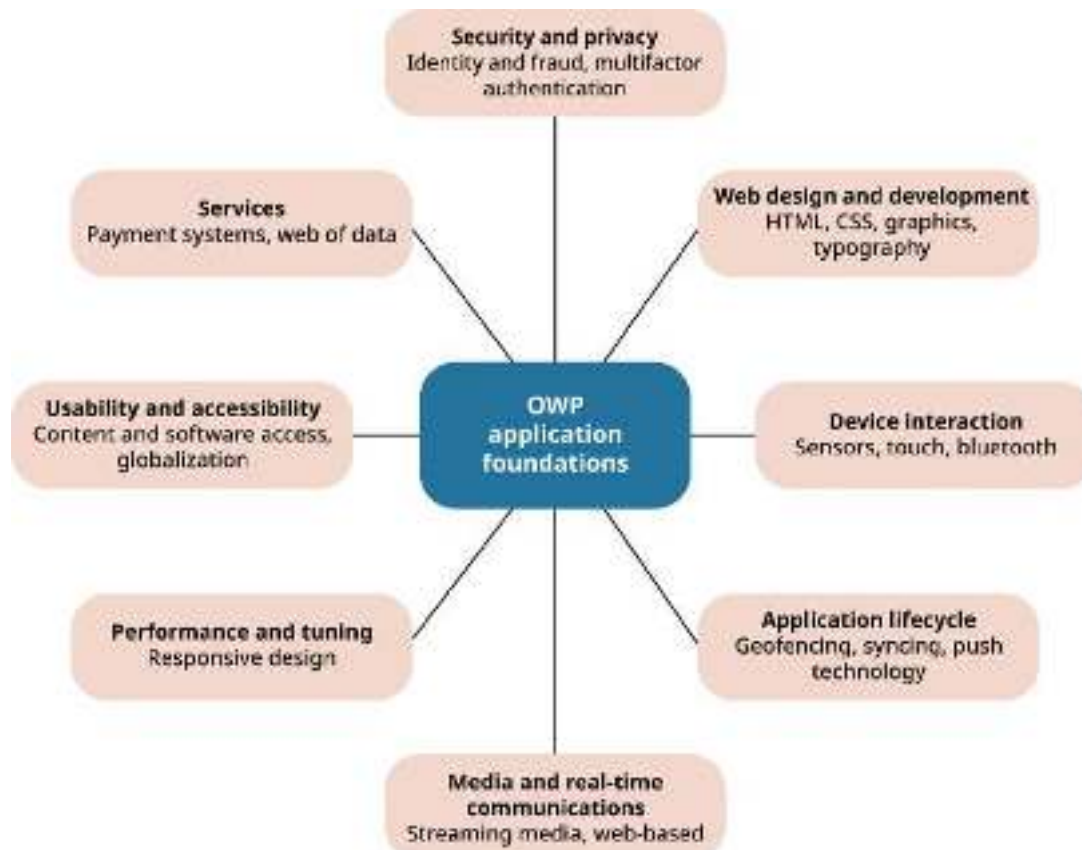 Security and privacy
Identity and fraud, multifactor
authentication
Services
Payment systems, web of data
Web design and development
HTML, CSS, graphics,
typography
Usability and accessibility
Content and software access,
globalization
OWP
application
foundations
Device interaction
Sensors, touch, bluetooth
Performance and tuning
Responsive design
Application lifecycle
Geofencing, syncing, push
technology
Media and real-time
communications
Streaming media, web-based